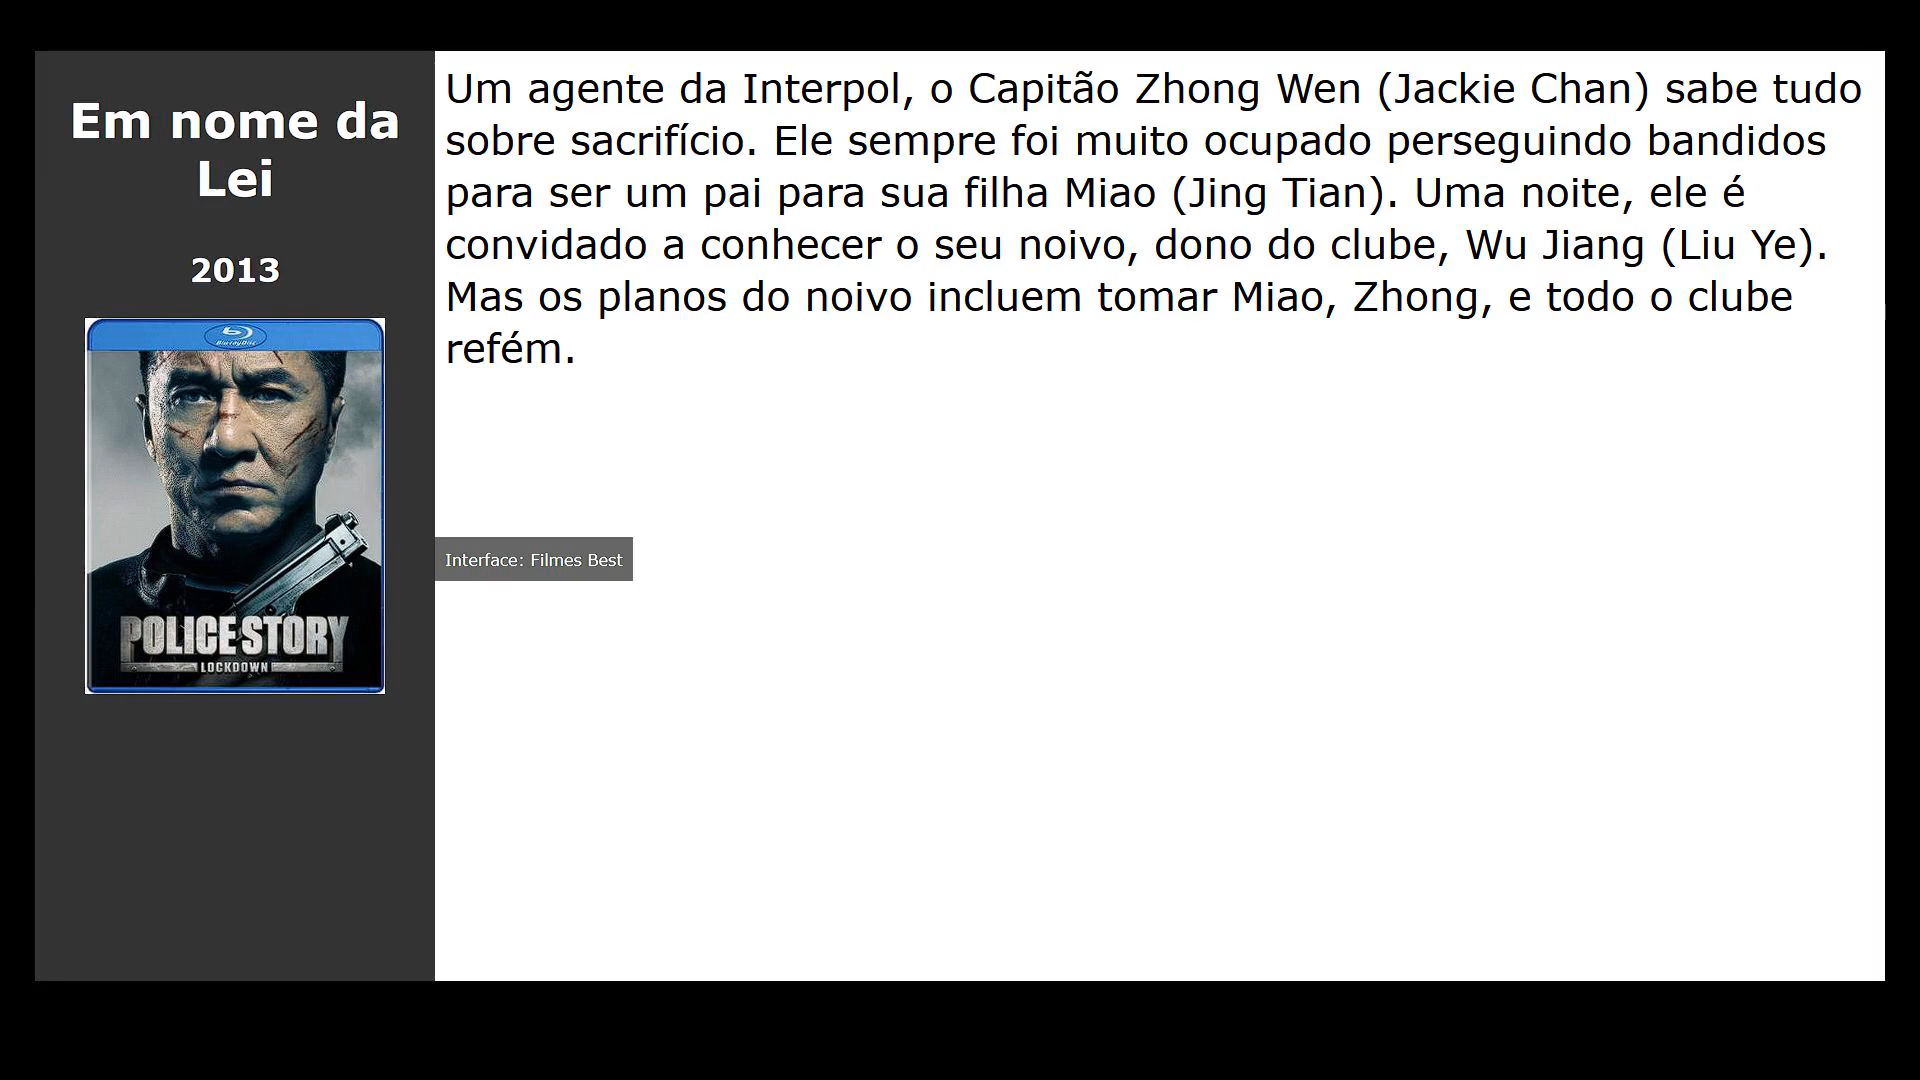 Em nome da
Lei
2013
Blu-ray Disc
POLICE STORY
LOCKDOWN
Um agente da Interpol, o Capitão Zhong Wen (Jackie Chan) sabe tudo
sobre sacrifício. Ele sempre foi muito ocupado perseguindo bandidos
para ser um pai para sua filha Miao (Jing Tian). Uma noite, ele é
convidado a conhecer o seu noivo, dono do clube, Wu Jiang (Liu Ye).
Mas os planos do noivo incluem tomar Miao, Zhong, e todo o clube
refém.
Interface: Filmes Best